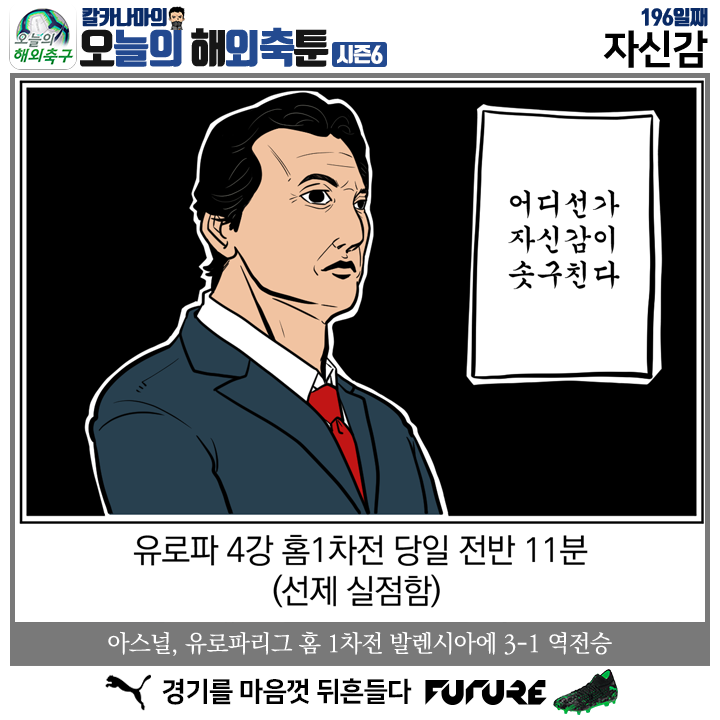 오늘의
해외축구
칼카나마의
오늘의 해외축툰
시즌6
196일째
자신감
어디선가
자신감이
솟구친다
유로파 4강 홈1차전 당일 전반 11분
(선제 실점함)
아스널, 유로파리그 홈 1차전 발렌시아에 3-1 역전승
경기를 마음껏 뒤흔들다 FUTURE